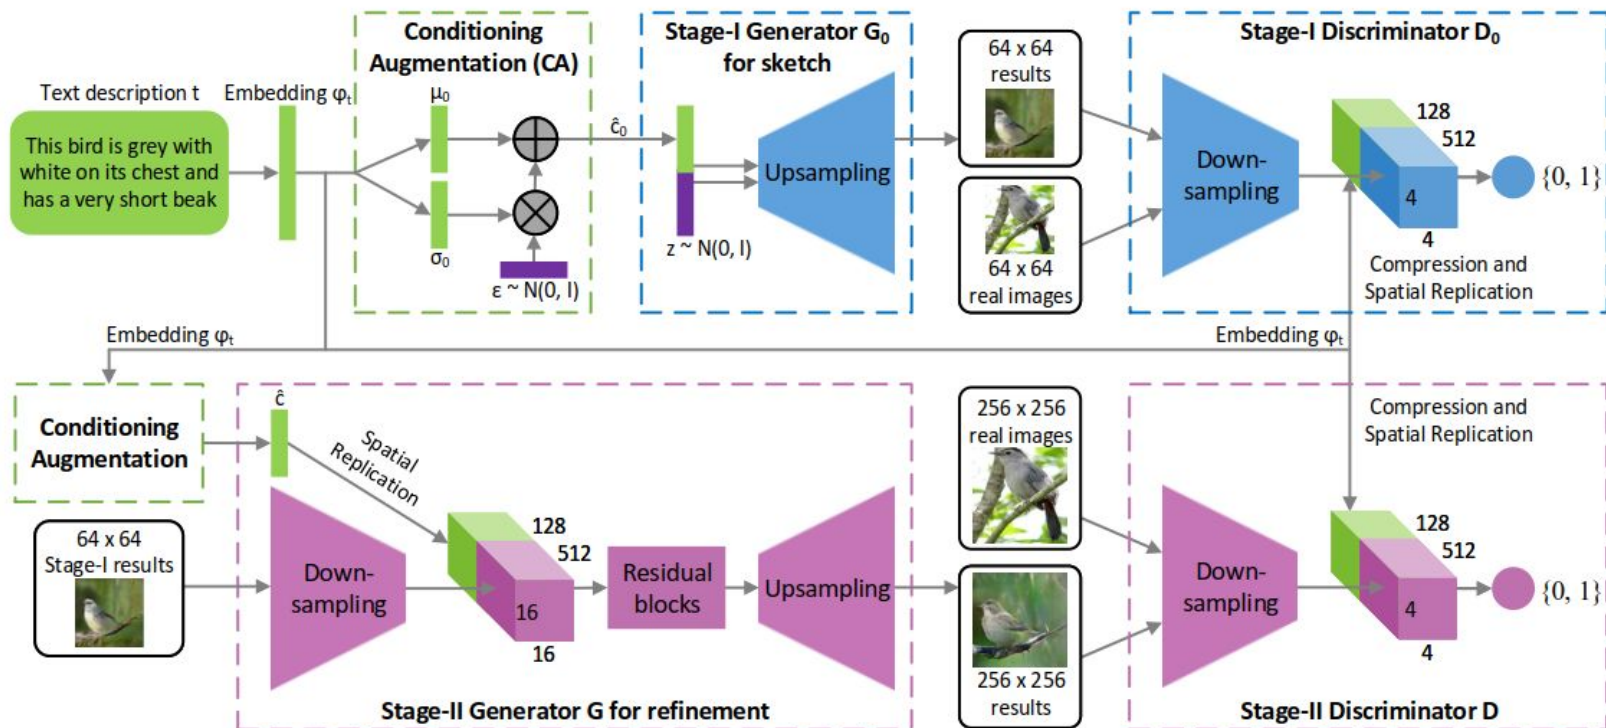 Conditioning
Augmentation (CA)
Stage-I Generator G₀
for sketch
Stage-I Discriminator D₀
Text description t
Embedding φₜ
This bird is grey with
white on its chest and
has a very short beak
μ₀
σ₀
ε ~ N(0, I)
ĉ₀
z ~ N(0, I)
Upsampling
64 x 64
results
64 x 64
real images
Down-
sampling
128
512
4
4
{0, 1}
Compression and
Spatial Replication
Embedding φₜ
Embedding φₜ
Conditioning
Augmentation
64 x 64
Stage-I results
ĉ
Spatial
Replication
Down-
sampling
128
512
16
16
Residual
blocks
Upsampling
Stage-II Generator G for refinement
256 x 256
real images
256 x 256
results
Compression and
Spatial Replication
Down-
sampling
128
512
4
4
{0, 1}
Stage-II Discriminator D